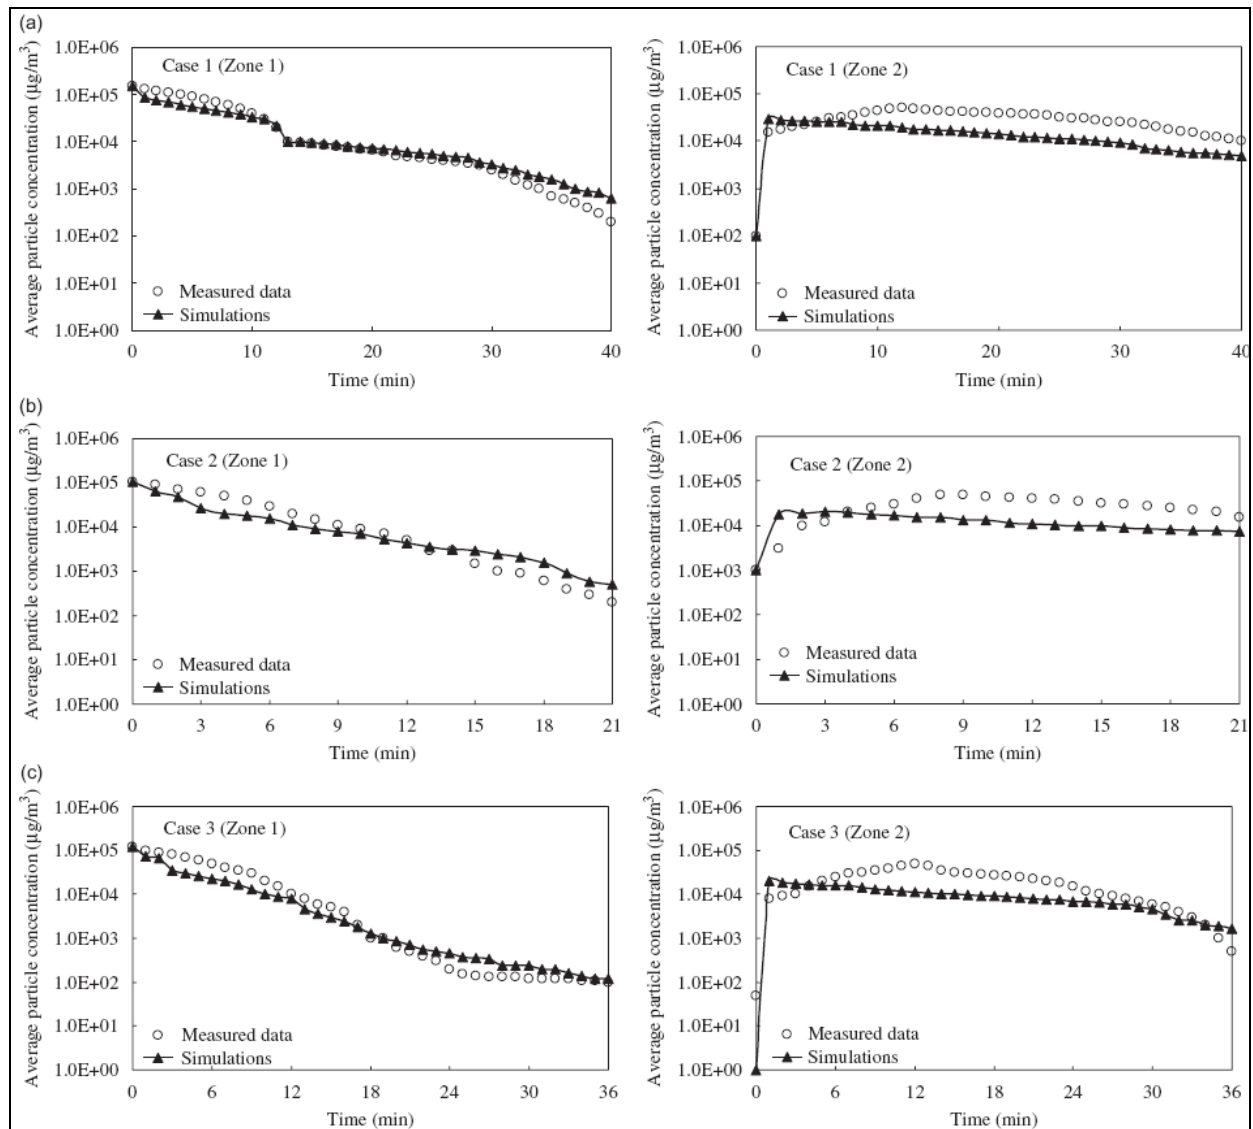 (a)
Average particle concentration (µg/m³)
1.0E+06
1.0E+05
1.0E+04
1.0E+03
1.0E+02
1.0E+01
1.0E+00
Case 1 (Zone 1)
Measured data
Simulations
0 10 20 30 40
Time (min)
Average particle concentration (µg/m³)
1.0E+06
1.0E+05
1.0E+04
1.0E+03
1.0E+02
1.0E+01
1.0E+00
Case 1 (Zone 2)
Measured data
Simulations
0 10 20 30 40
Time (min)
(b)
Average particle concentration (µg/m³)
1.0E+06
1.0E+05
1.0E+04
1.0E+03
1.0E+02
1.0E+01
1.0E+00
Case 2 (Zone 1)
Measured data
Simulations
0 3 6 9 12 15 18 21
Time (min)
Average particle concentration (µg/m³)
1.0E+06
1.0E+05
1.0E+04
1.0E+03
1.0E+02
1.0E+01
1.0E+00
Case 2 (Zone 2)
Measured data
Simulations
0 3 6 9 12 15 18 21
Time (min)
(c)
Average particle concentration (µg/m³)
1.0E+06
1.0E+05
1.0E+04
1.0E+03
1.0E+02
1.0E+01
1.0E+00
Case 3 (Zone 1)
Measured data
Simulations
0 6 12 18 24 30 36
Time (min)
Average particle concentration (µg/m³)
1.0E+06
1.0E+05
1.0E+04
1.0E+03
1.0E+02
1.0E+01
1.0E+00
Case 3 (Zone 2)
Measured data
Simulations
0 6 12 18 24 30 36
Time (min)